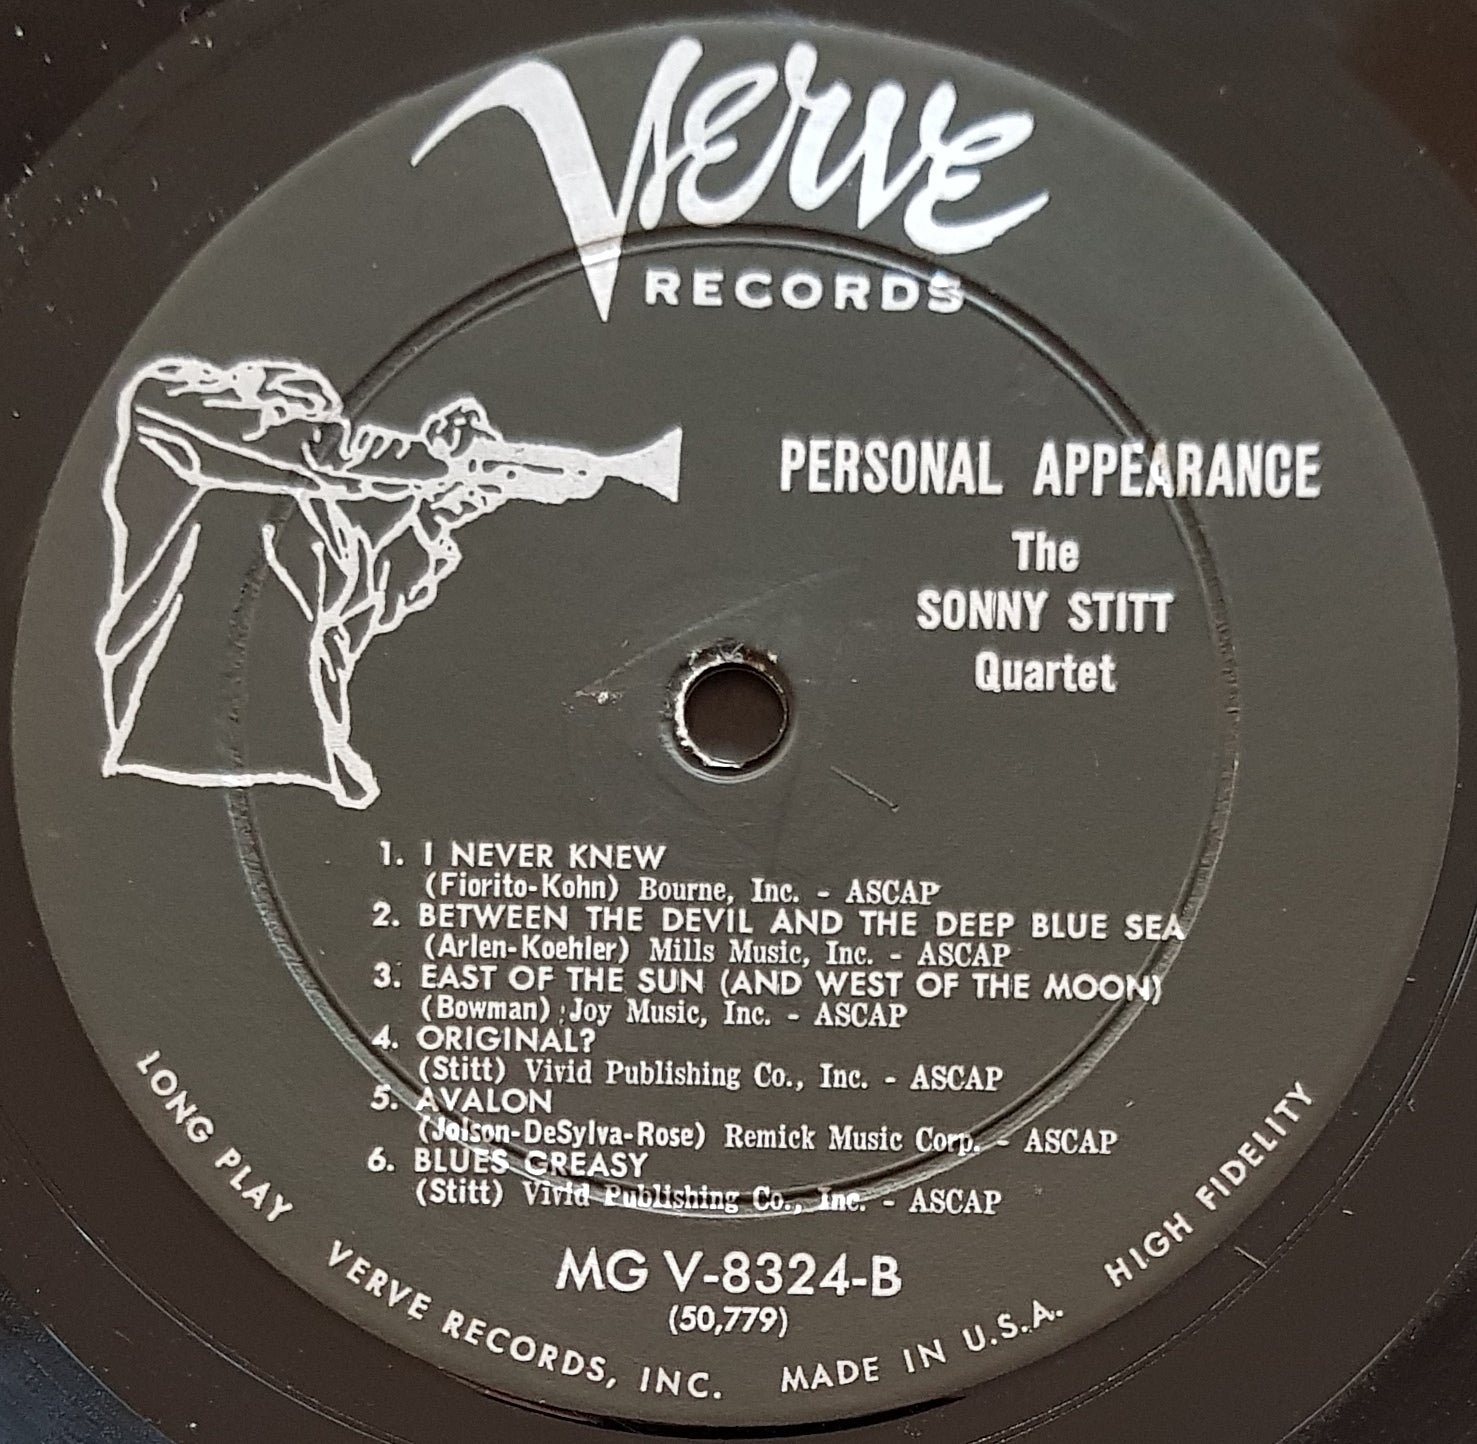 Verve
RECORDS
PERSONAL APPEARANCE
The
SONNY STITT
Quartet
1. I NEVER KNEW
(Fiorito-Kohn) Bourne, Inc. - ASCAP
2. BETWEEN THE DEVIL AND THE DEEP BLUE SEA
(Arlen-Koehler) Mills Music, Inc. - ASCAP
3. EAST OF THE SUN (AND WEST OF THE MOON)
(Bowman) Joy Music, Inc. - ASCAP
4. ORIGINAL?
(Stitt) Vivid Publishing Co., Inc. - ASCAP
5. AVALON
(Jolson-DeSylva-Rose) Remick Music Corp. - ASCAP
6. BLUES GREASY
(Stitt) Vivid Publishing Co., Inc. - ASCAP
MG V-8324-B
(50,779)
LONG PLAY VERVE RECORDS, INC. MADE IN U.S.A. HIGH FIDELITY